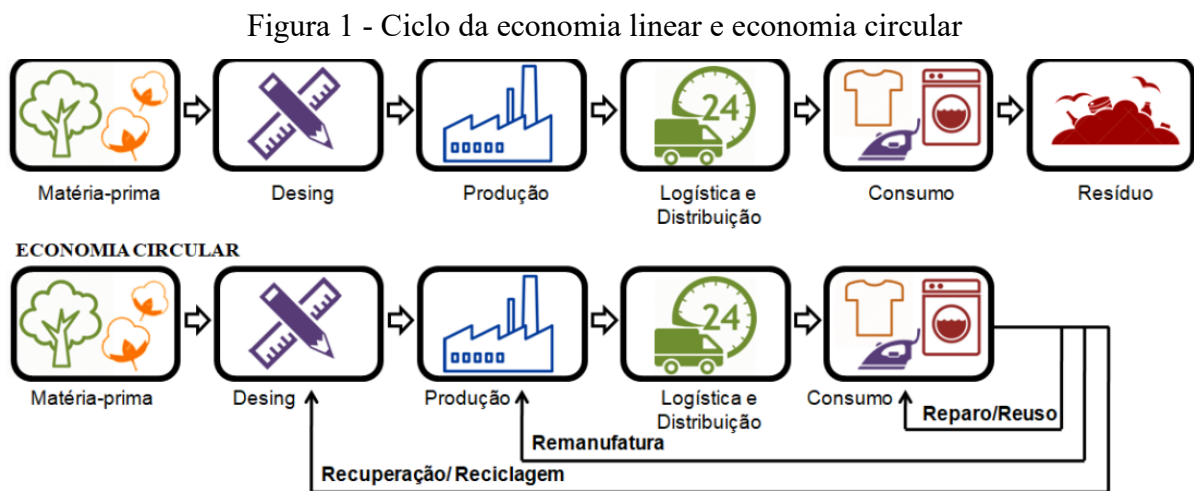 Figura 1 - Ciclo da economia linear e economia circular
24
Matéria-prima
Desing
Produção
Logística e
Distribuição
Consumo
Resíduo
ECONOMIA CIRCULAR
24
Matéria-prima
Desing
Produção
Logística e
Distribuição
Consumo
Reparo/Reuso
Remanufatura
Recuperação/ Reciclagem